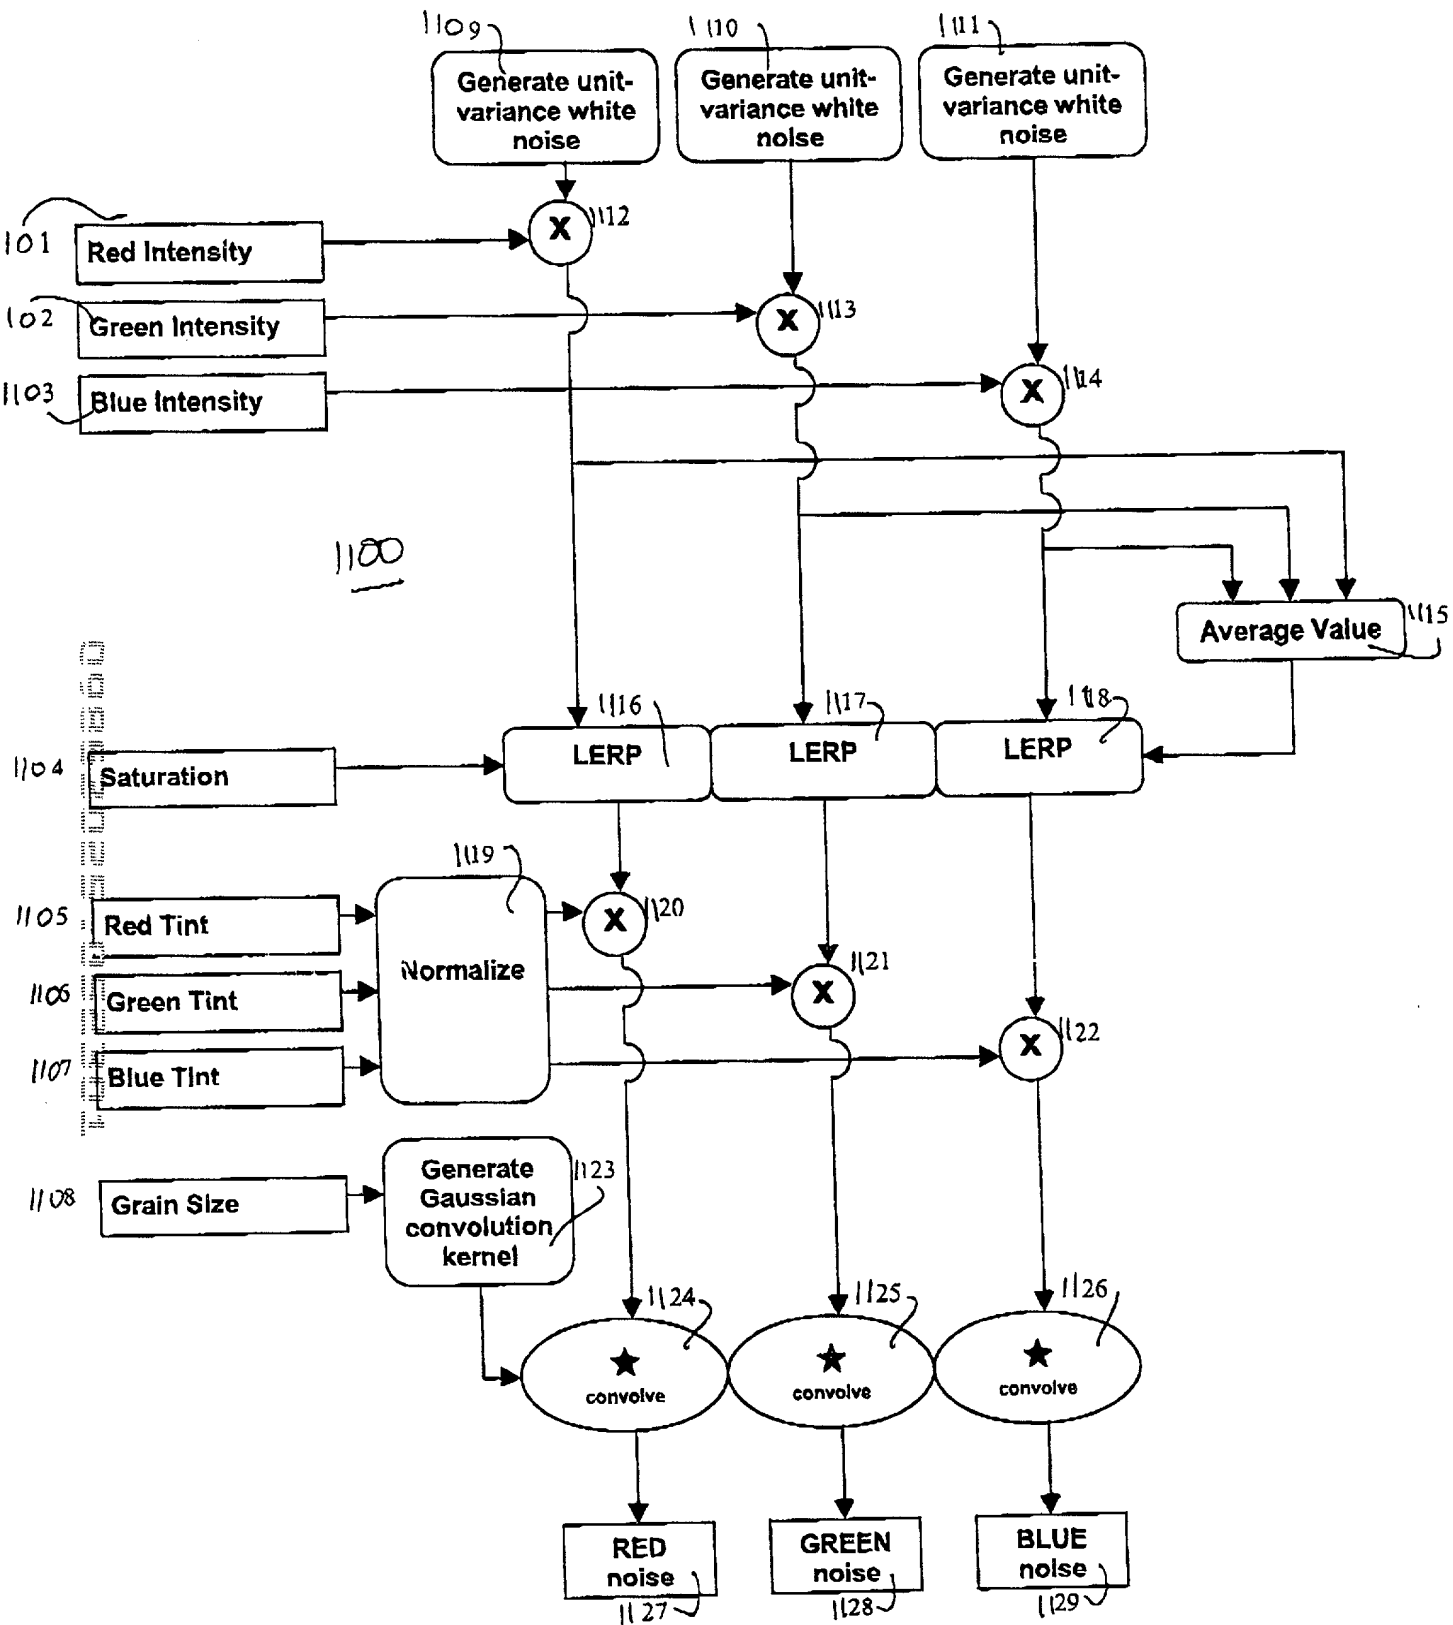 1109
1110
1111
Generate unit-
variance white
noise
Generate unit-
variance white
noise
Generate unit-
variance white
noise
X
1112
101
Red Intensity
102
Green Intensity
X
1113
1103
Blue Intensity
X
1114
1100
Average Value
1115
1116
1117
1118
LERP
LERP
LERP
1104
Saturation
1119
1105
Red Tint
X
1120
Normalize
1106
Green Tint
X
1121
1107
Blue Tint
X
1122
1108
Grain Size
Generate
Gaussian
convolution
kernel
1123
1124
1125
1126
convolve
convolve
convolve
RED
noise
GREEN
noise
BLUE
noise
1127
1128
1129